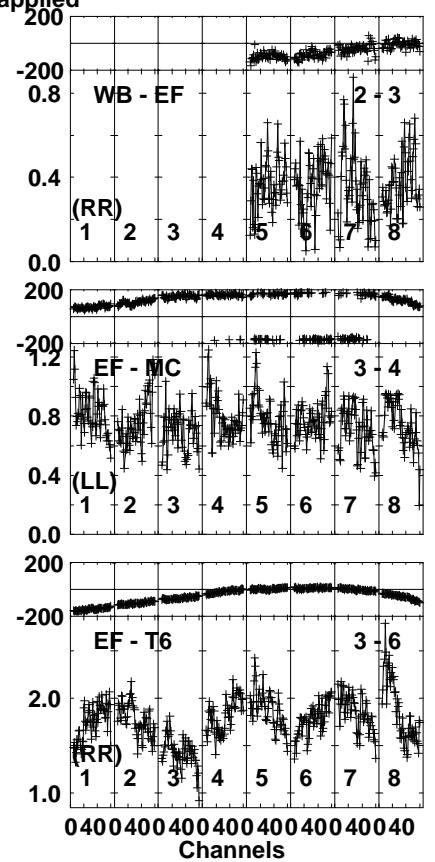 applied
200
-200
WB - EF 2 - 3
0.8
0.4
(RR)
1 2 3 4 5 6 7 8
0.0
200
-200
1.2
EF - MC 3 - 4
0.8
0.4
(LL)
1 2 3 4 5 6 7 8
0.0
200
-200
EF - T6 3 - 6
2.0
(RR)
1 2 3 4 5 6 7 8
1.0
0 40 0 40 0 40 0 40 0 40 0 40 0 40 0 40
Channels